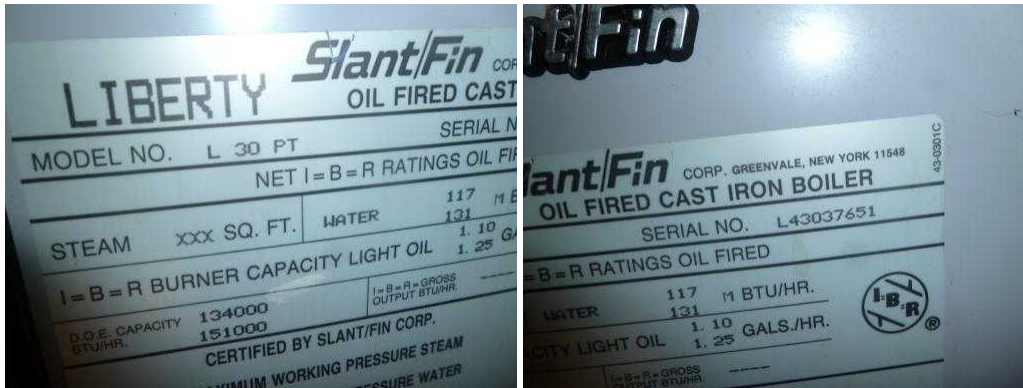 LIBERTY Slant/Fin COR
OIL FIRED CAST
SERIAL N
MODEL NO. L 30 PT
NET I=B=R RATINGS OIL FIR
STEAM XXX SQ. FT. WATER 117 M B
131
I=B=R BURNER CAPACITY LIGHT OIL 1.10 GA
1.25
D.O.E. CAPACITY BTU/HR. 134000
151000
I=B=R=GROSS
OUTPUT BTU/HR. ----
CERTIFIED BY SLANT/FIN CORP.
XIMUM WORKING PRESSURE STEAM
PRESSURE WATER
t/Fin
43-0301C
lant/Fin CORP. GREENVALE, NEW YORK 11548
OIL FIRED CAST IRON BOILER
SERIAL NO. L43037651
=B=R RATINGS OIL FIRED
WATER 117 M BTU/HR.
131
CITY LIGHT OIL 1.10 GALS./HR.
1.25
I=B=R=GROSS
OUTPUT BTU/HR. ----
I=B=R ®